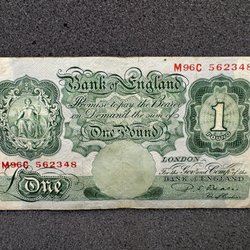 M96C 562348
Bank of England
Promise to pay the Bearer
on Demand the sum of
One Pound
1
POUND
M96C 562348
LONDON
For the Gov.r and Comp.a of the
BANK OF ENGLAND
£ One